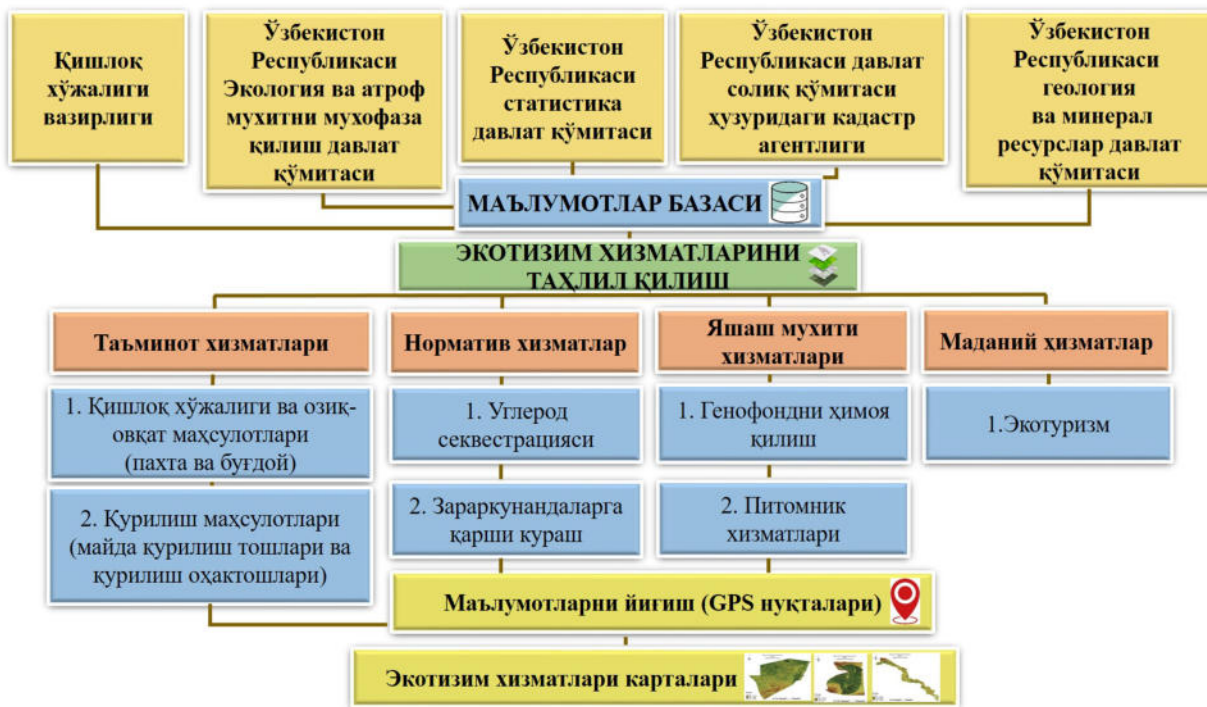 Қишлоқ
хўжалиги
вазирлиги
Ўзбекистон
Республикаси
Экология ва атроф
мухитни мухофаза
қилиш давлат
қўмитаси
Ўзбекистон
Республикаси
статистика
давлат қўмитаси
Ўзбекистон
Республикаси давлат
солиқ қўмитаси
ҳузуридаги кадастр
агентлиги
Ўзбекистон
Республикаси
геология
ва минерал
ресурслар давлат
қўмитаси
МАЪЛУМОТЛАР БАЗАСИ
ЭКОТИЗИМ ХИЗМАТЛАРИНИ
ТАҲЛИЛ ҚИЛИШ
Таъминот хизматлари
Норматив хизматлар
Яшаш мухити
хизматлари
Маданий ҳизматлар
1. Қишлоқ хўжалиги ва озиқ-
овқат маҳсулотлари
(пахта ва буғдой)
1. Углерод
секвестрацияси
1. Генофондни ҳимоя
қилиш
1.Экотуризм
2. Қурилиш маҳсулотлари
(майда қурилиш тошлари ва
қурилиш оҳактошлари)
2. Зараркунандаларга
қарши кураш
2. Питомник
хизматлари
Маълумотларни йиғиш (GPS нуқталари)
Экотизим хизматлари карталари